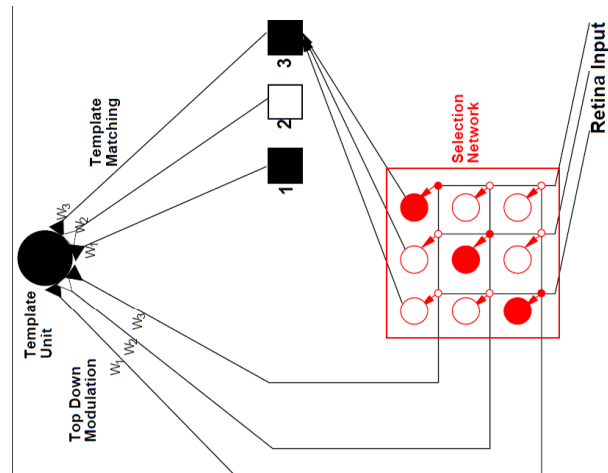 Template
Unit
Template
Matching
W3
W2
W1
Top Down
Modulation
W1
W2
W3
1
2
3
Selection
Network
Retina Input